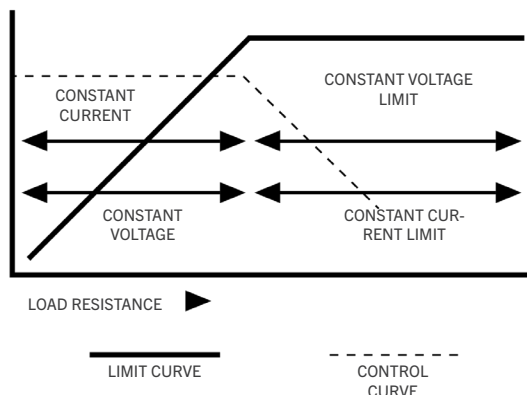 CONSTANT
CURRENT
CONSTANT VOLTAGE
LIMIT
CONSTANT
VOLTAGE
CONSTANT CUR-
RENT LIMIT
LOAD RESISTANCE
LIMIT CURVE
CONTROL
CURVE